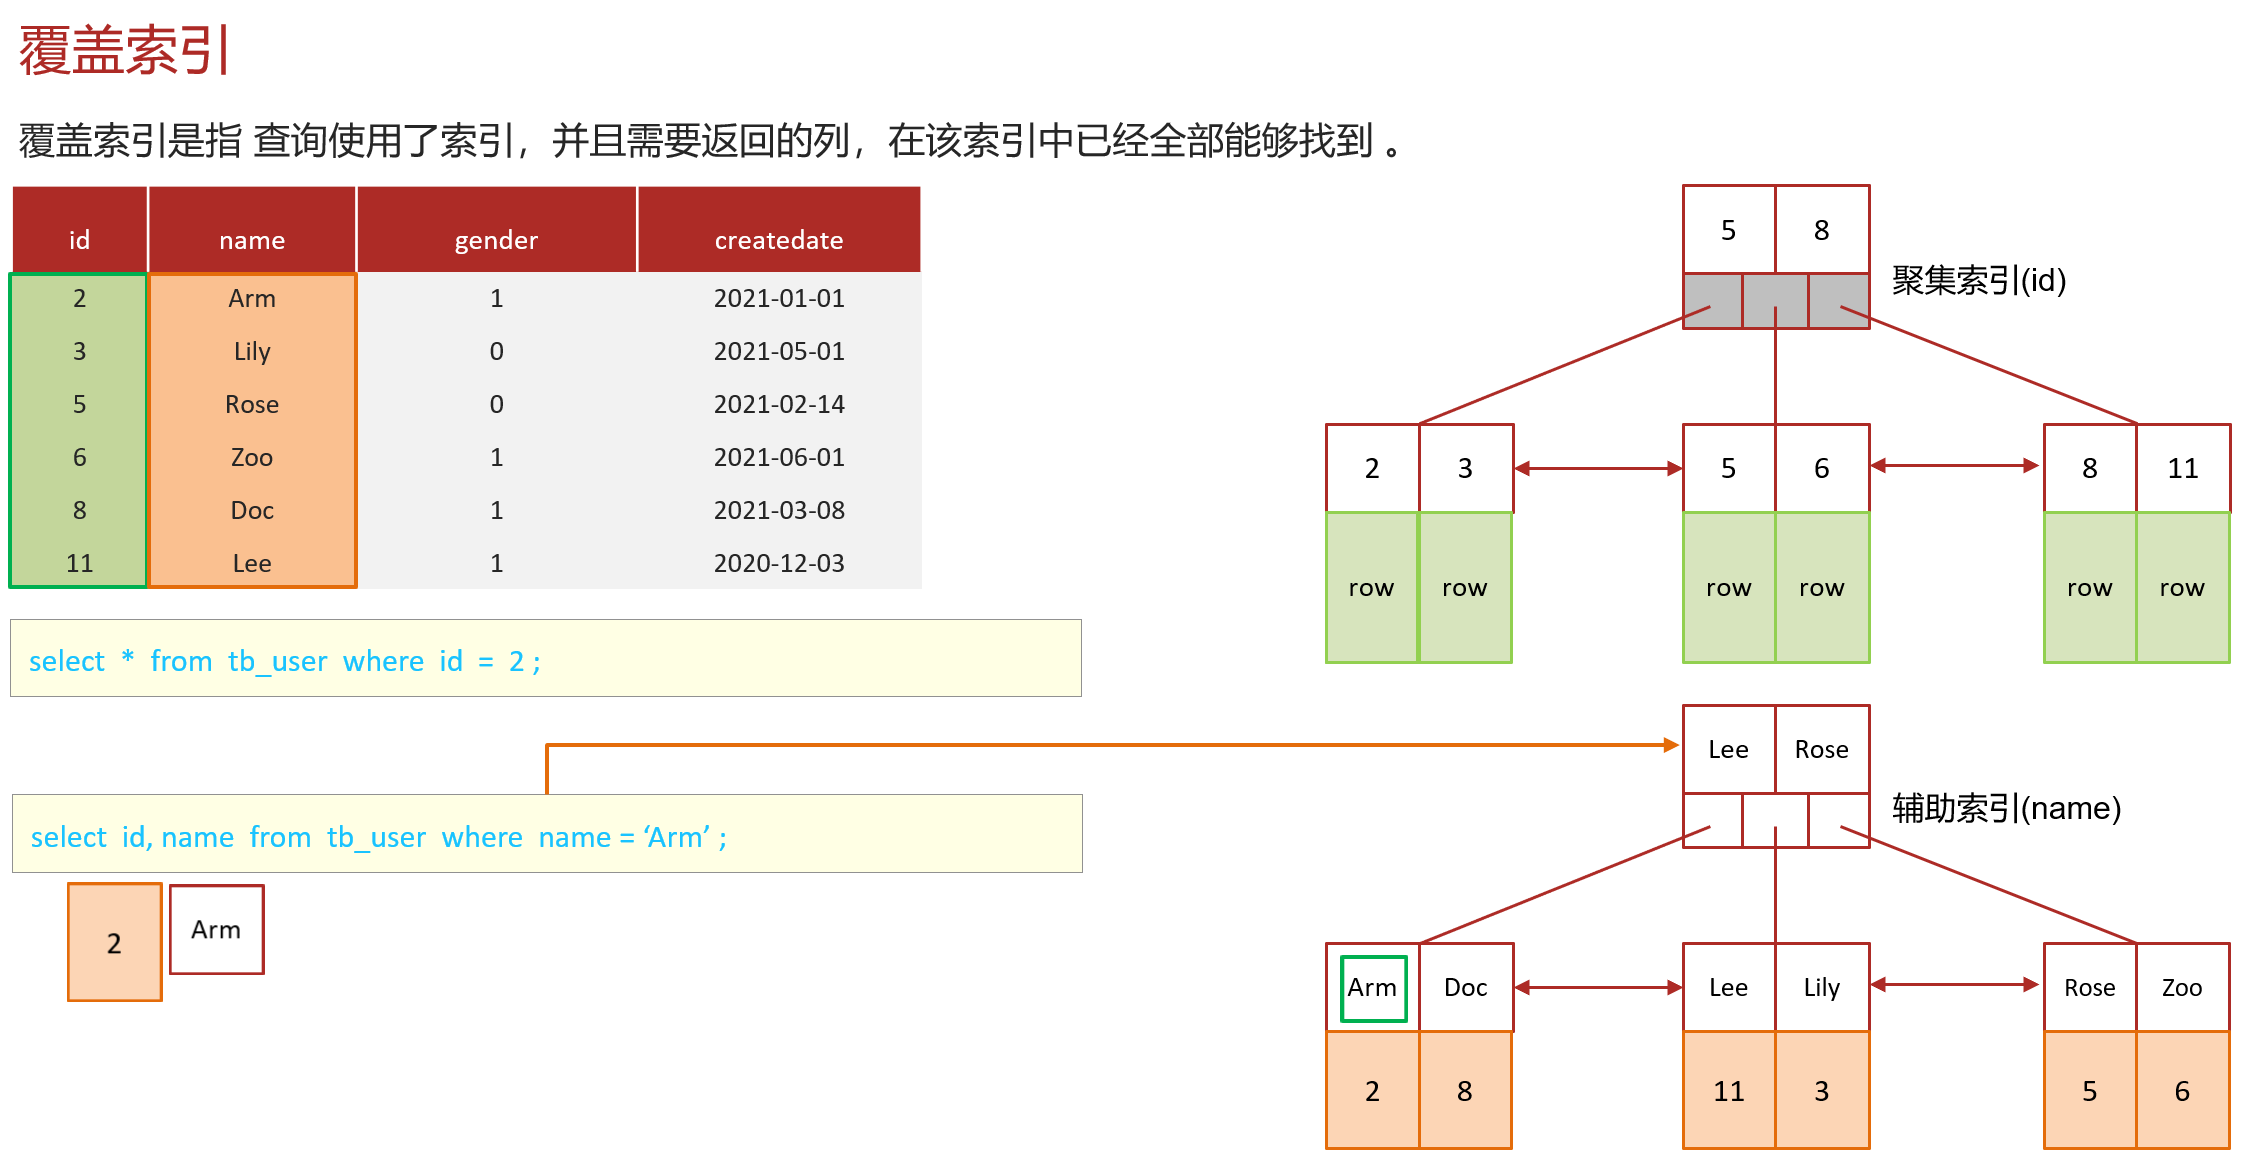 覆盖索引
覆盖索引是指 查询使用了索引，并且需要返回的列，在该索引中已经全部能够找到 。
id name gender createdate
2 Arm 1 2021-01-01
3 Lily 0 2021-05-01
5 Rose 0 2021-02-14
6 Zoo 1 2021-06-01
8 Doc 1 2021-03-08
11 Lee 1 2020-12-03
select * from tb_user where id = 2 ;
select id, name from tb_user where name = ‘Arm’ ;
2 Arm
5 8
聚集索引(id)
2 3 5 6 8 11
row row row row row row
Lee Rose
辅助索引(name)
Arm Doc Lee Lily Rose Zoo
2 8 11 3 5 6